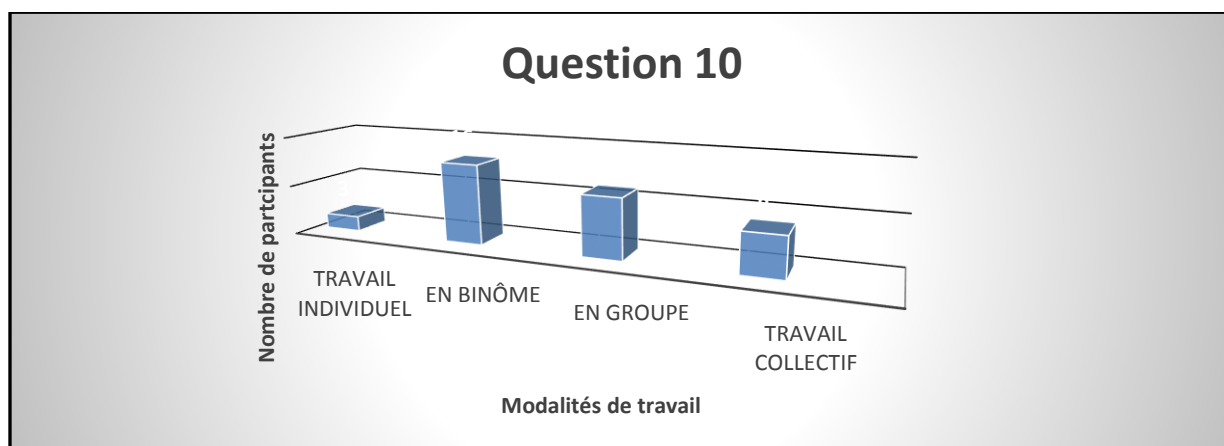 Question 10
Nombre de partcipants
TRAVAIL
INDIVIDUEL
EN BINÔME
EN GROUPE
TRAVAIL
COLLECTIF
Modalités de travail